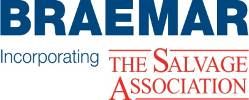 BRAEMAR
Incorporating THE SALVAGE
ASSOCIATION